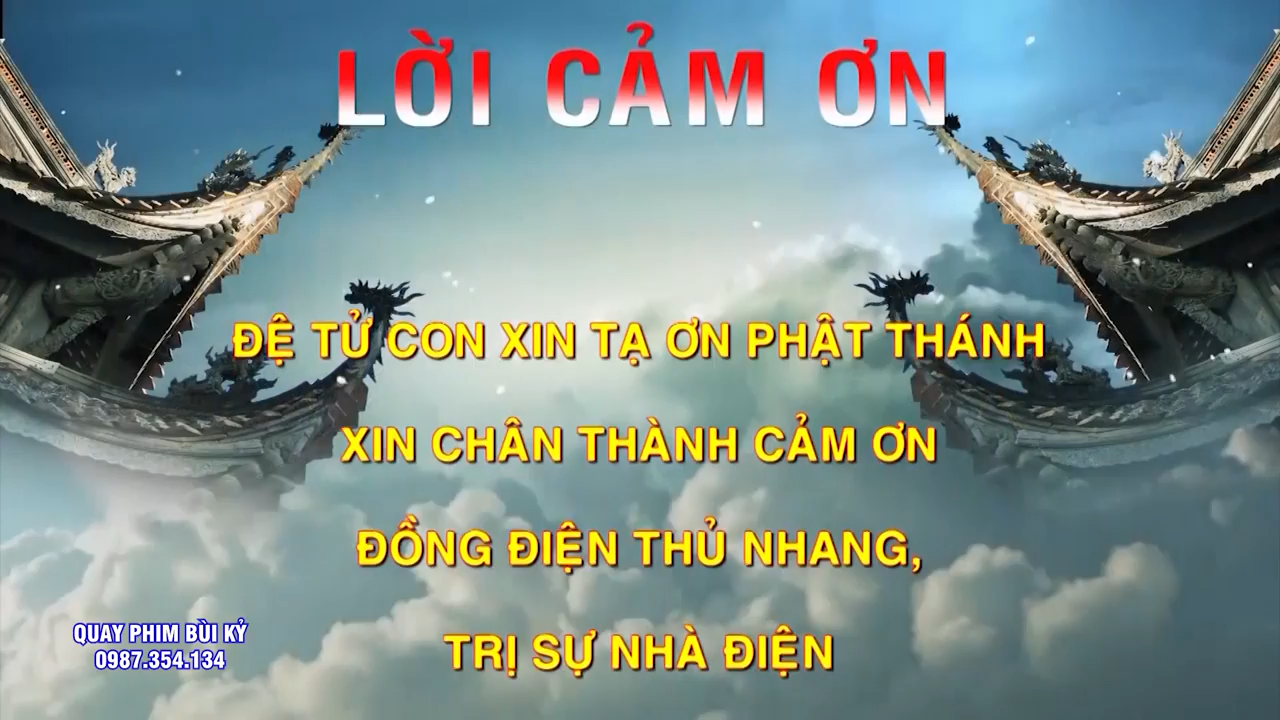 LỜI CẢM ƠN
ĐỆ TỬ CON XIN TẠ ƠN PHẬT THÁNH
XIN CHÂN THÀNH CẢM ƠN
ĐỒNG ĐIỆN THỦ NHANG,
TRỊ SỰ NHÀ ĐIỆN
QUAY PHIM BÙI KỶ
0987.354.134